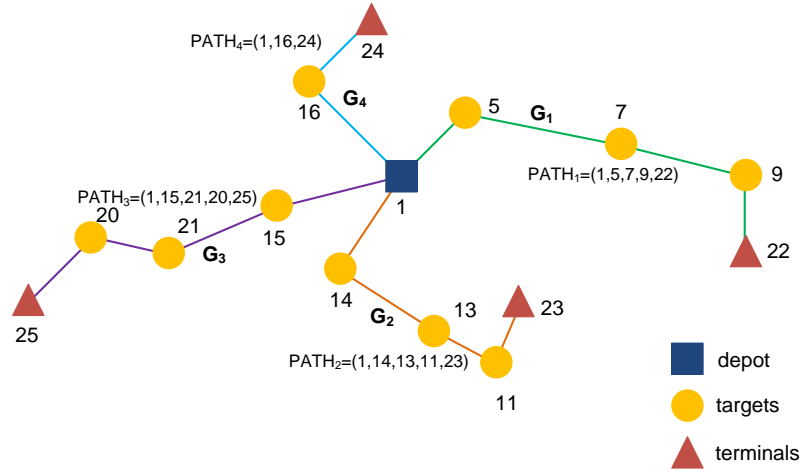 PATH₄=(1,16,24)
24
16
G₄
5
G₁
7
PATH₁=(1,5,7,9,22)
9
22
1
PATH₃=(1,15,21,20,25)
20
21
15
G₃
25
14
G₂
13
23
PATH₂=(1,14,13,11,23)
11
depot
targets
terminals